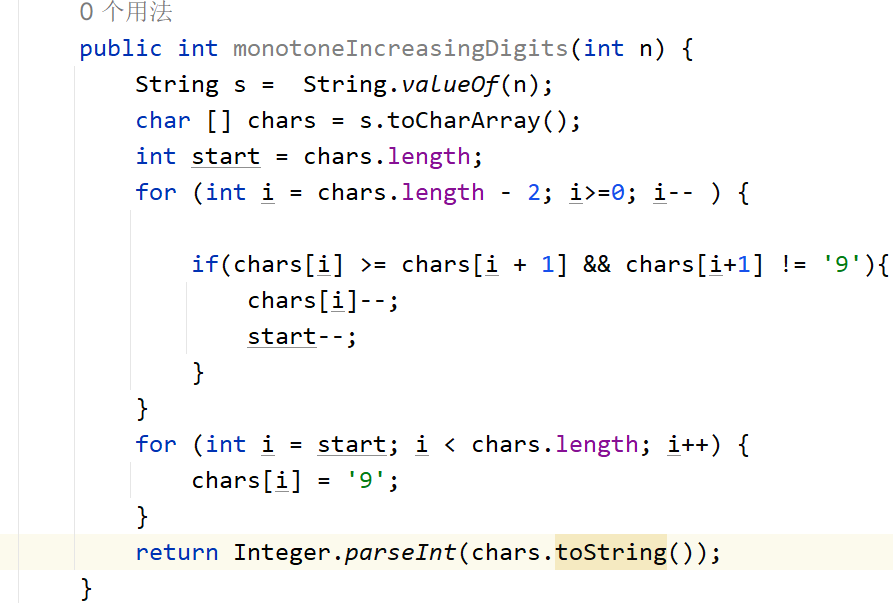 0 个用法
public int monotoneIncreasingDigits(int n) {
String s =  String.valueOf(n);
char [] chars = s.toCharArray();
int start = chars.length;
for (int i = chars.length - 2; i>=0; i-- ) {
if(chars[i] >= chars[i + 1] && chars[i+1] != '9'){
chars[i]--;
start--;
}
}
for (int i = start; i < chars.length; i++) {
chars[i] = '9';
}
return Integer.parseInt(chars.toString());
}